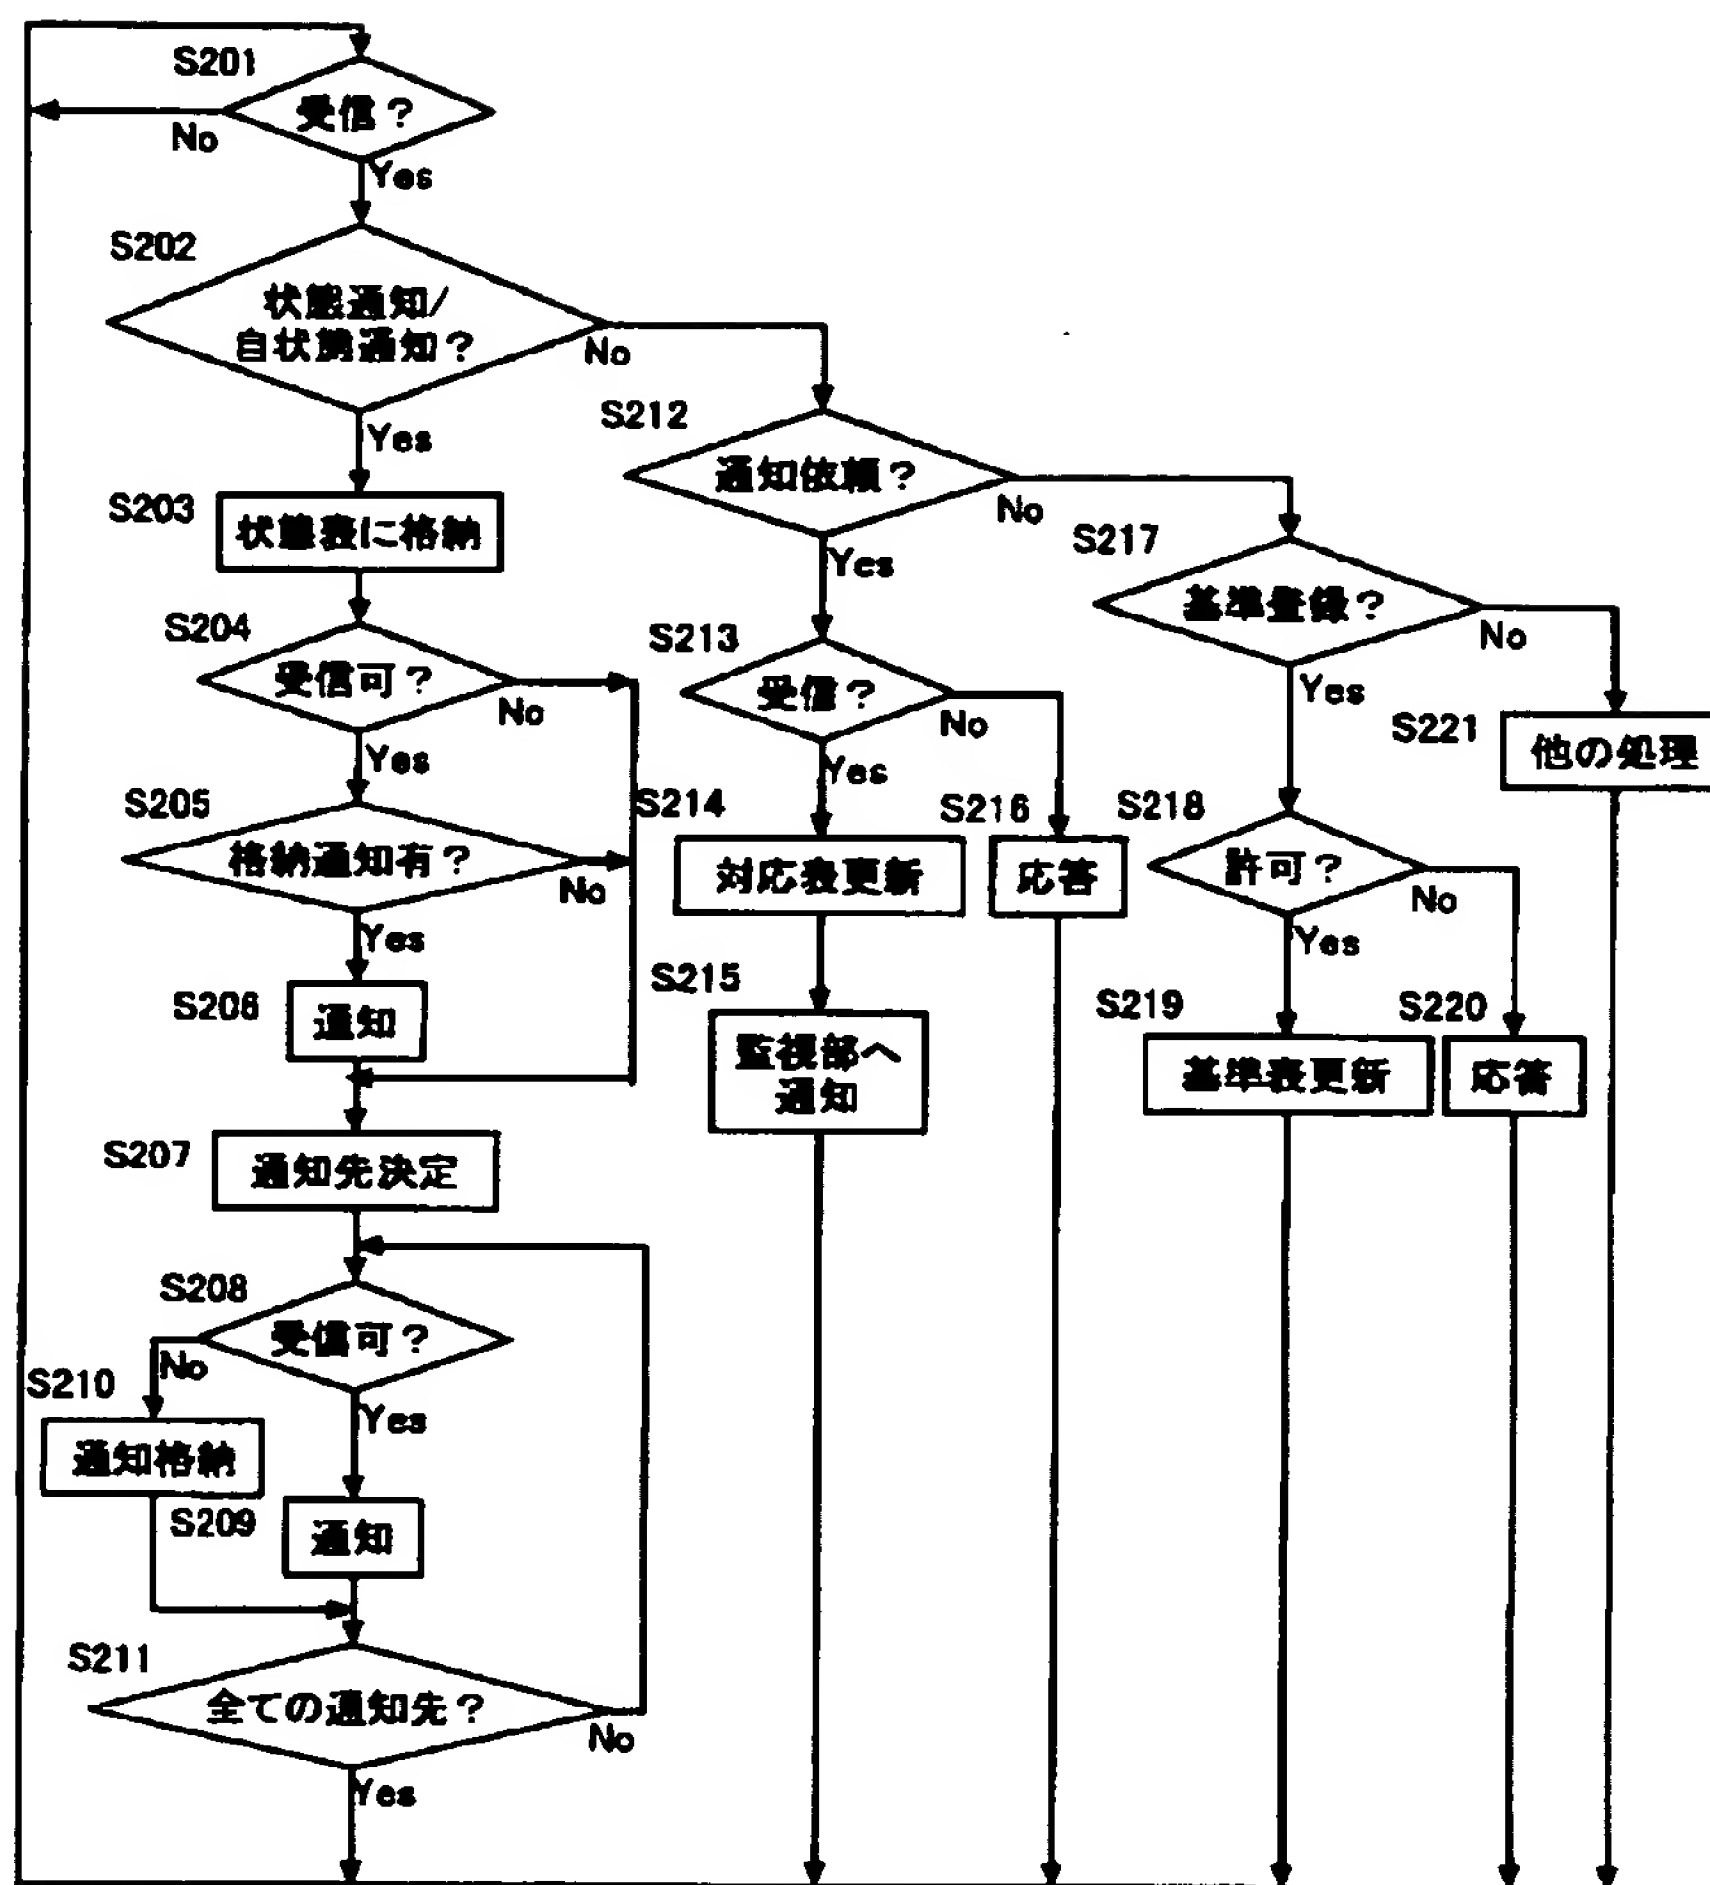 S201
受信？
No
Yes
S202
状態通知/
自状態通知？
No
Yes
S203
状態表に格納
S204
受信可？
No
Yes
S205
格納通知有？
No
Yes
S206
通知
S207
通知先決定
S208
受信可？
No
Yes
S210
通知格納
S209
通知
S211
全ての通知先？
No
Yes
S212
通知依頼？
No
Yes
S213
受信？
No
Yes
S214
対応表更新
S215
監視部へ
通知
S216
応答
S217
基準登録？
No
Yes
S218
許可？
No
Yes
S219
基準表更新
S220
応答
S221
他の処理